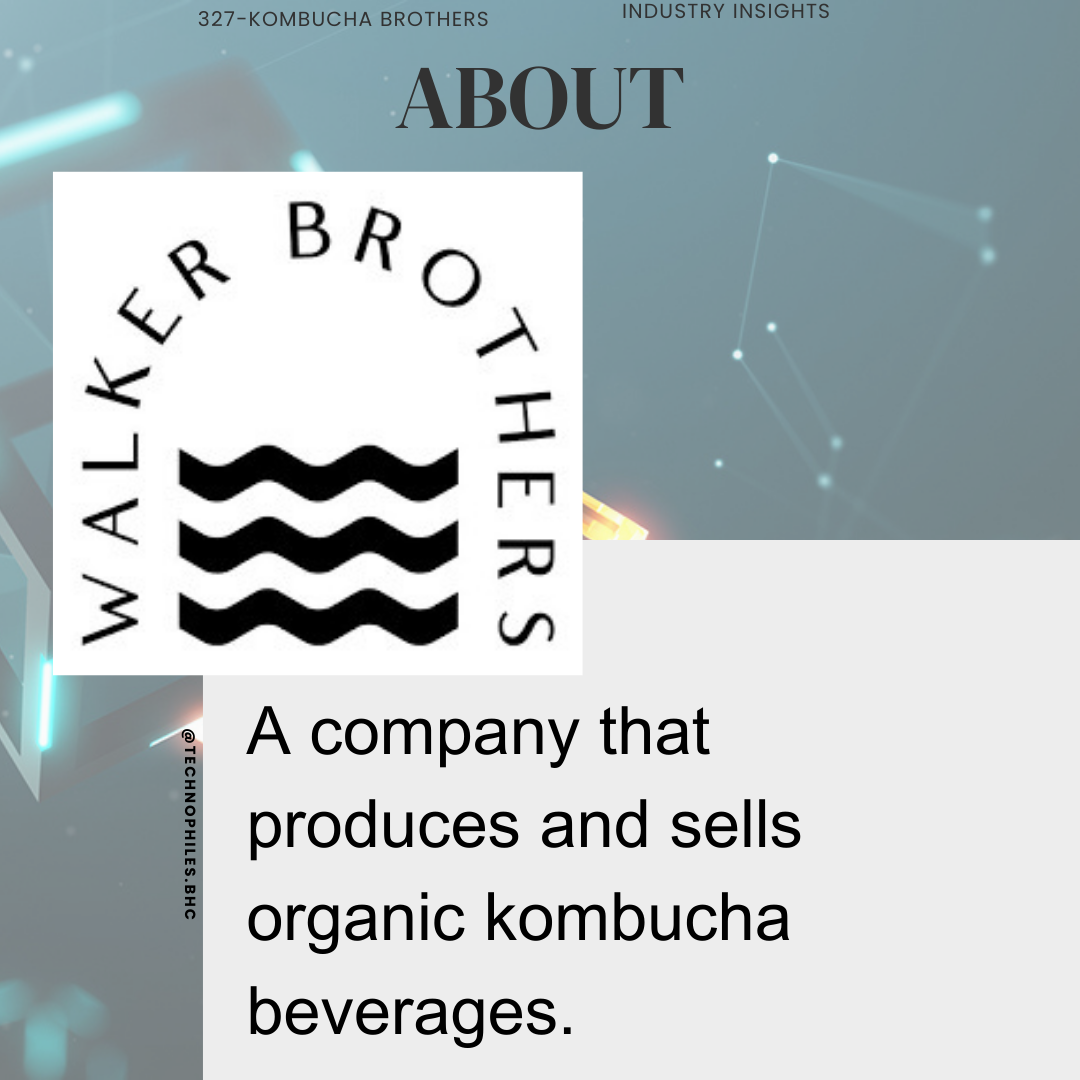 327-KOMBUCHA BROTHERS
INDUSTRY INSIGHTS
ABOUT
WALKER BROTHERS
@TECHNOPHILES.BHC
A company that
produces and sells
organic kombucha
beverages.